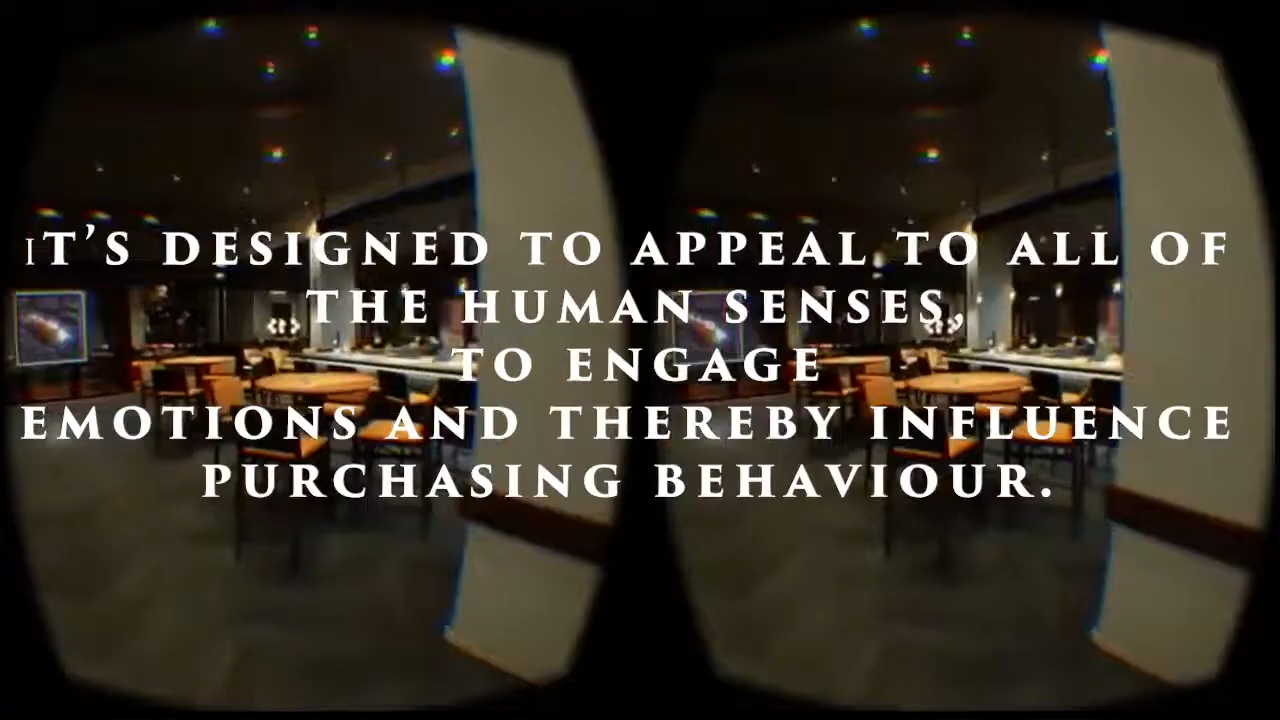 IT'S DESIGNED TO APPEAL TO ALL OF
THE HUMAN SENSES,
TO ENGAGE
EMOTIONS AND THEREBY INFLUENCE
PURCHASING BEHAVIOUR.